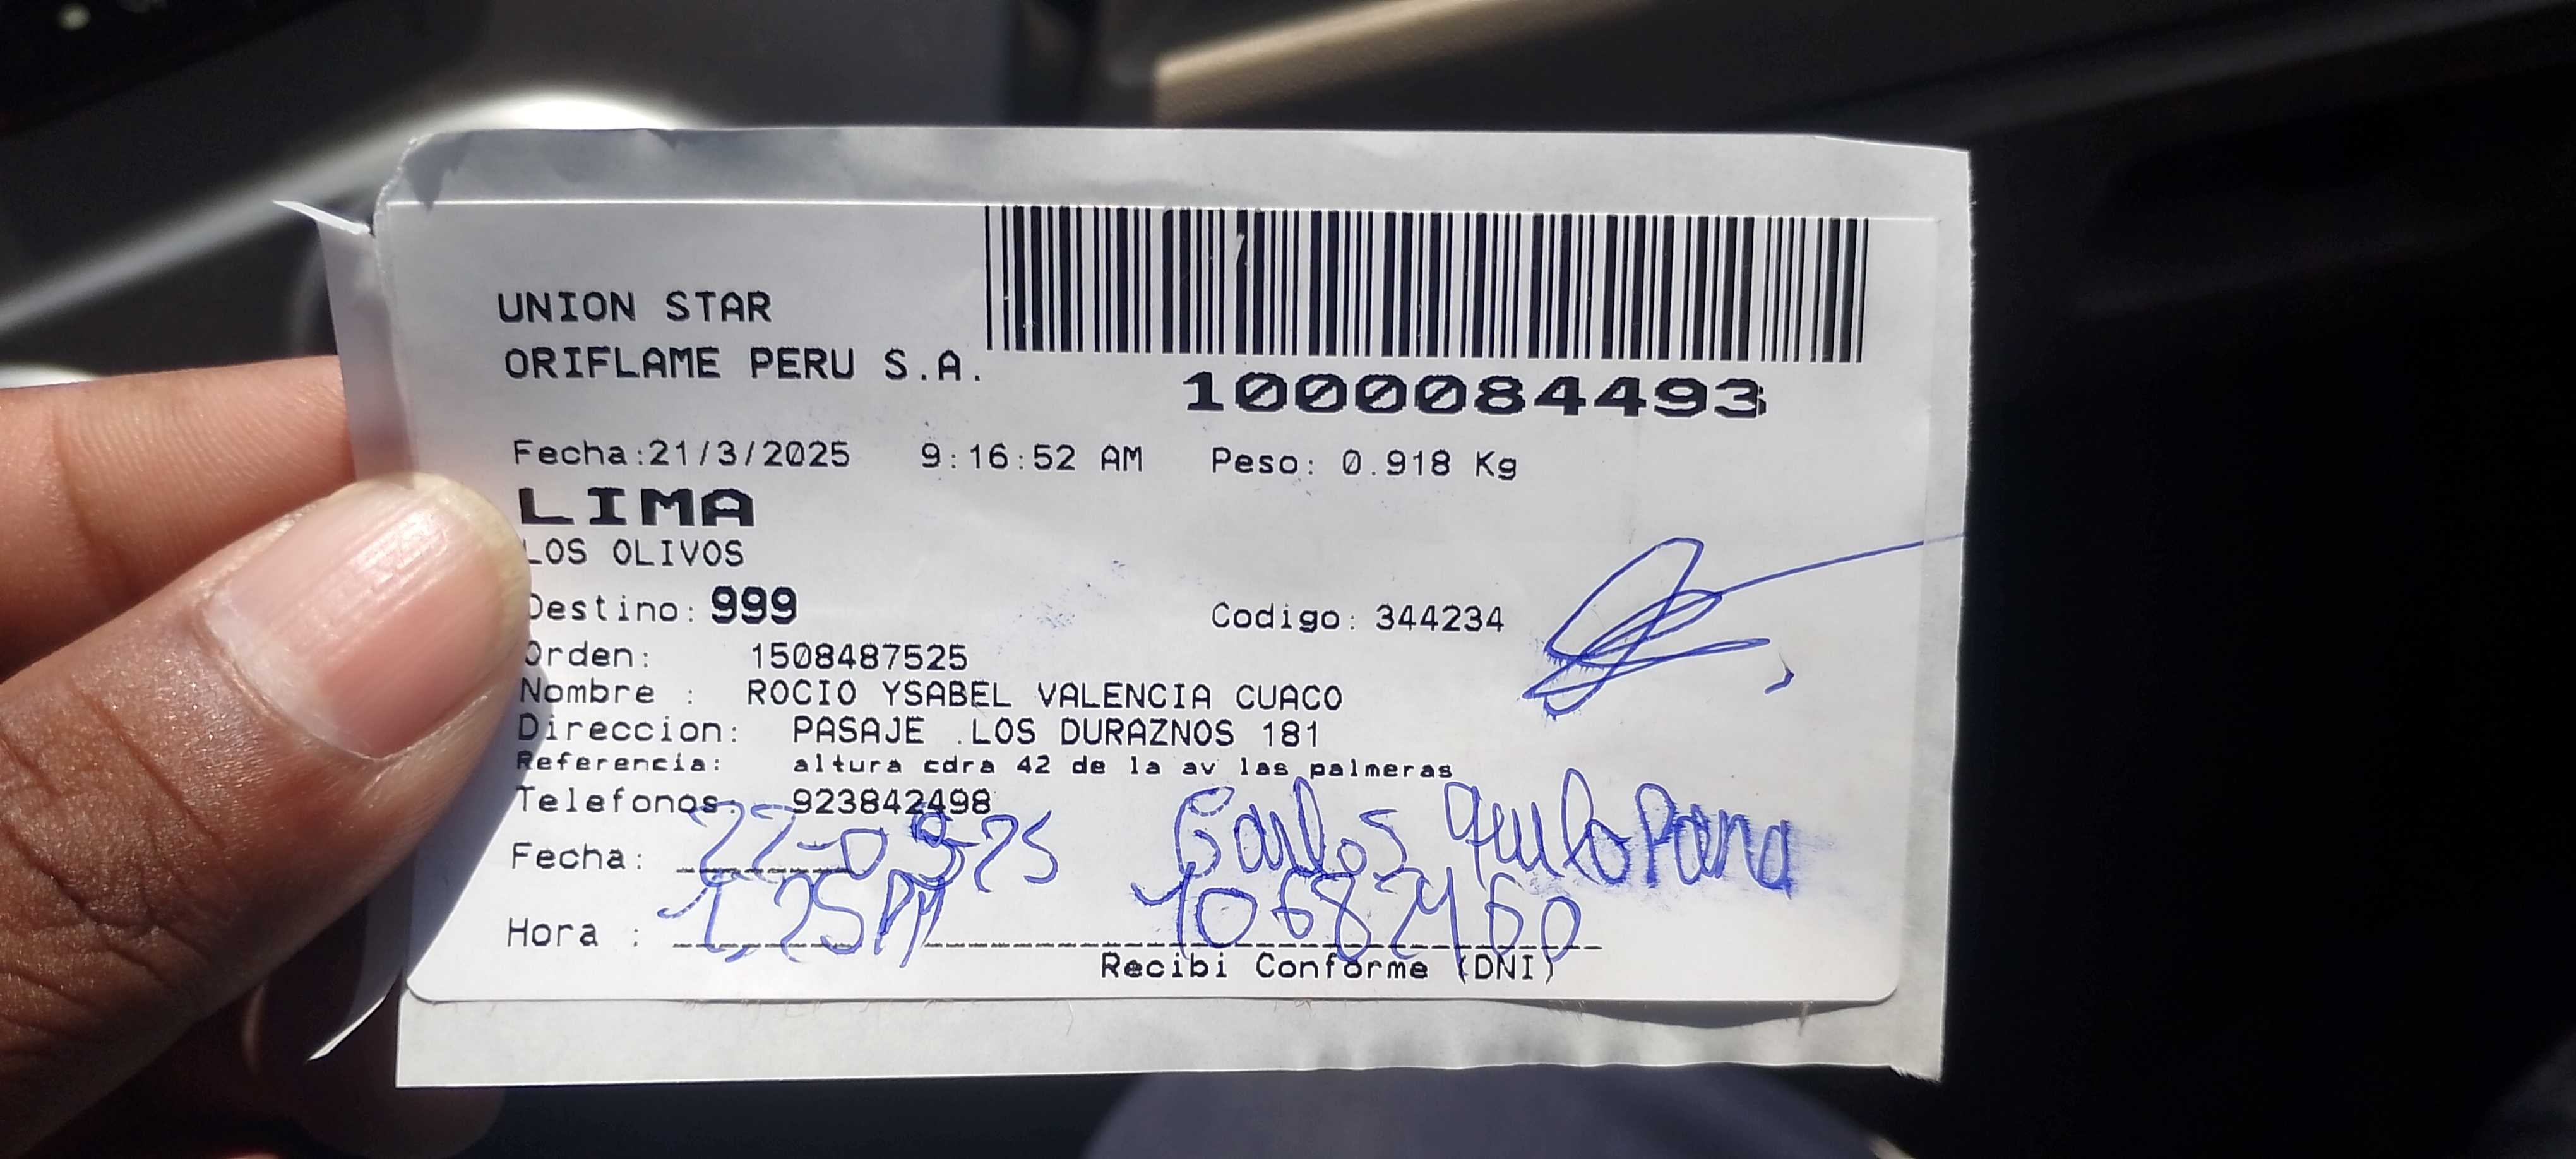 UNION STAR
ORIFLAME PERU S.A.
1000084493
Fecha:21/3/2025 9:16:52 AM Peso: 0.918 Kg
LIMA
LOS OLIVOS
Destino: 999 Codigo: 344234
Orden: 1508487525
Nombre : ROCIO YSABEL VALENCIA CUACO
Direccion: PASAJE .LOS DURAZNOS 181
Referencia: altura cdra 42 de la av las palmeras
Telefonos: 923842498
Fecha: 22-03-25 Carlos
Hora : 1,25PM
Recibi Conforme (DNI)